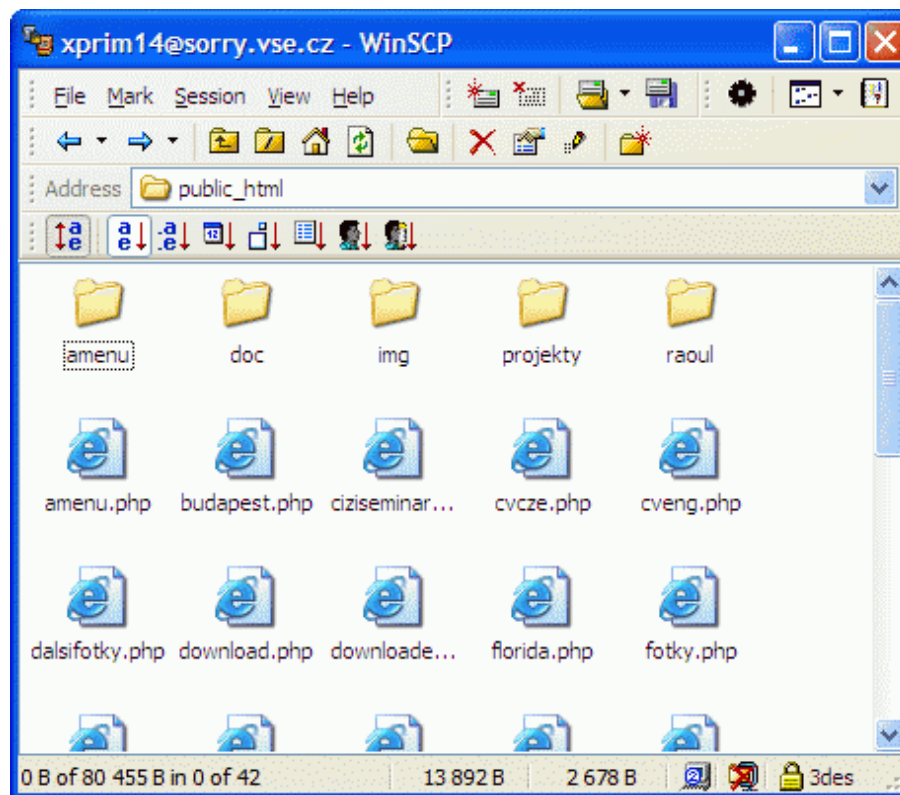 xprim14@sorry.vse.cz - WinSCP
File Mark Session View Help
Address public_html
amenu doc img projekty raoul
amenu.php budapest.php ciziseminar... cvcze.php cveng.php
dalsifotky.php download.php downloade... florida.php fotky.php
0 B of 80 455 B in 0 of 42 13 892 B 2 678 B 3des